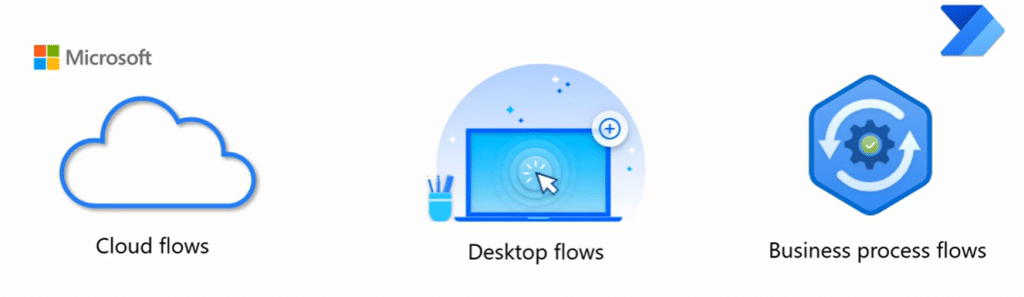 Microsoft
Cloud flows
Desktop flows
Business process flows